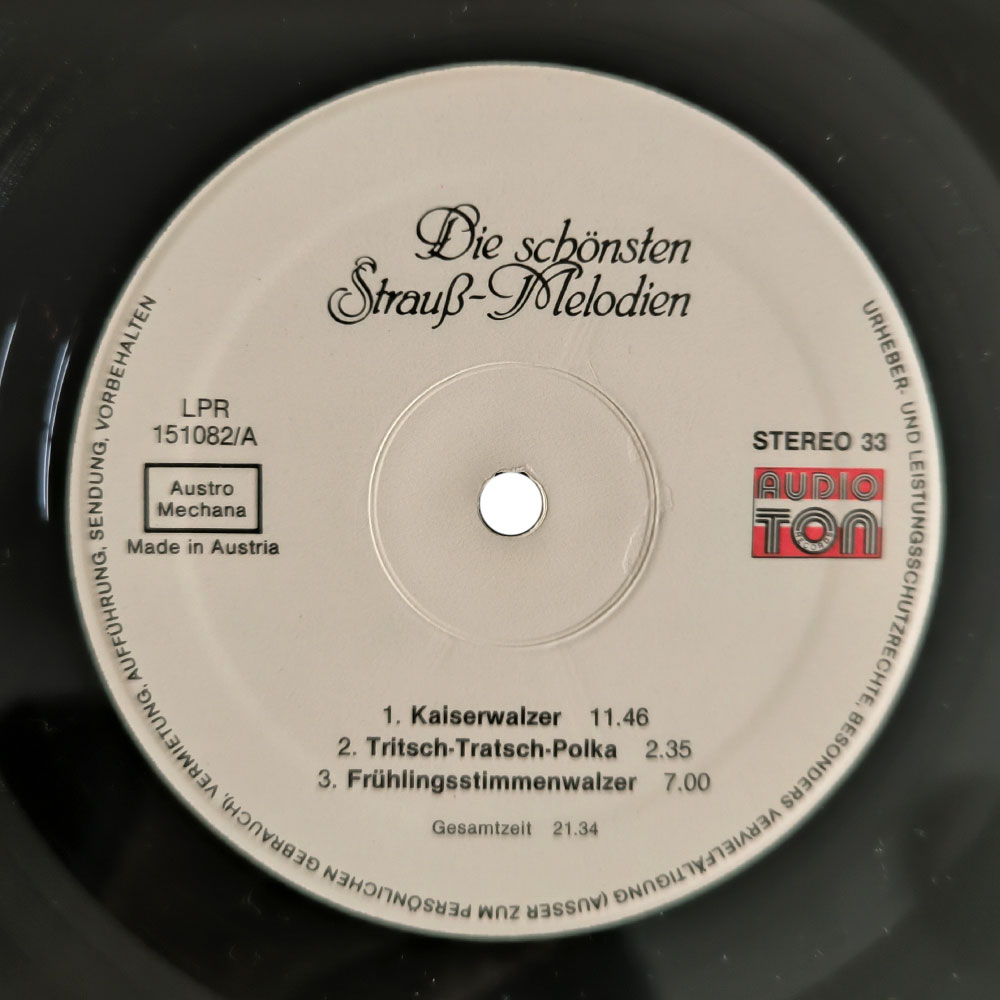 Die schönsten
Strauß-Melodien
LPR
151082/A
Austro
Mechana
Made in Austria
STEREO 33
AUDIO
TON
RECORDS
1. Kaiserwalzer 11.46
2. Tritsch-Tratsch-Polka 2.35
3. Frühlingsstimmenwalzer 7.00
Gesamtzeit 21.34
URHEBER- UND LEISTUNGSSCHUTZRECHTE, BESONDERS VERVIELFÄLTIGUNG (AUSSER ZUM PERSÖNLICHEN GEBRAUCH), VERMIETUNG, AUFFÜHRUNG, SENDUNG, VORBEHALTEN